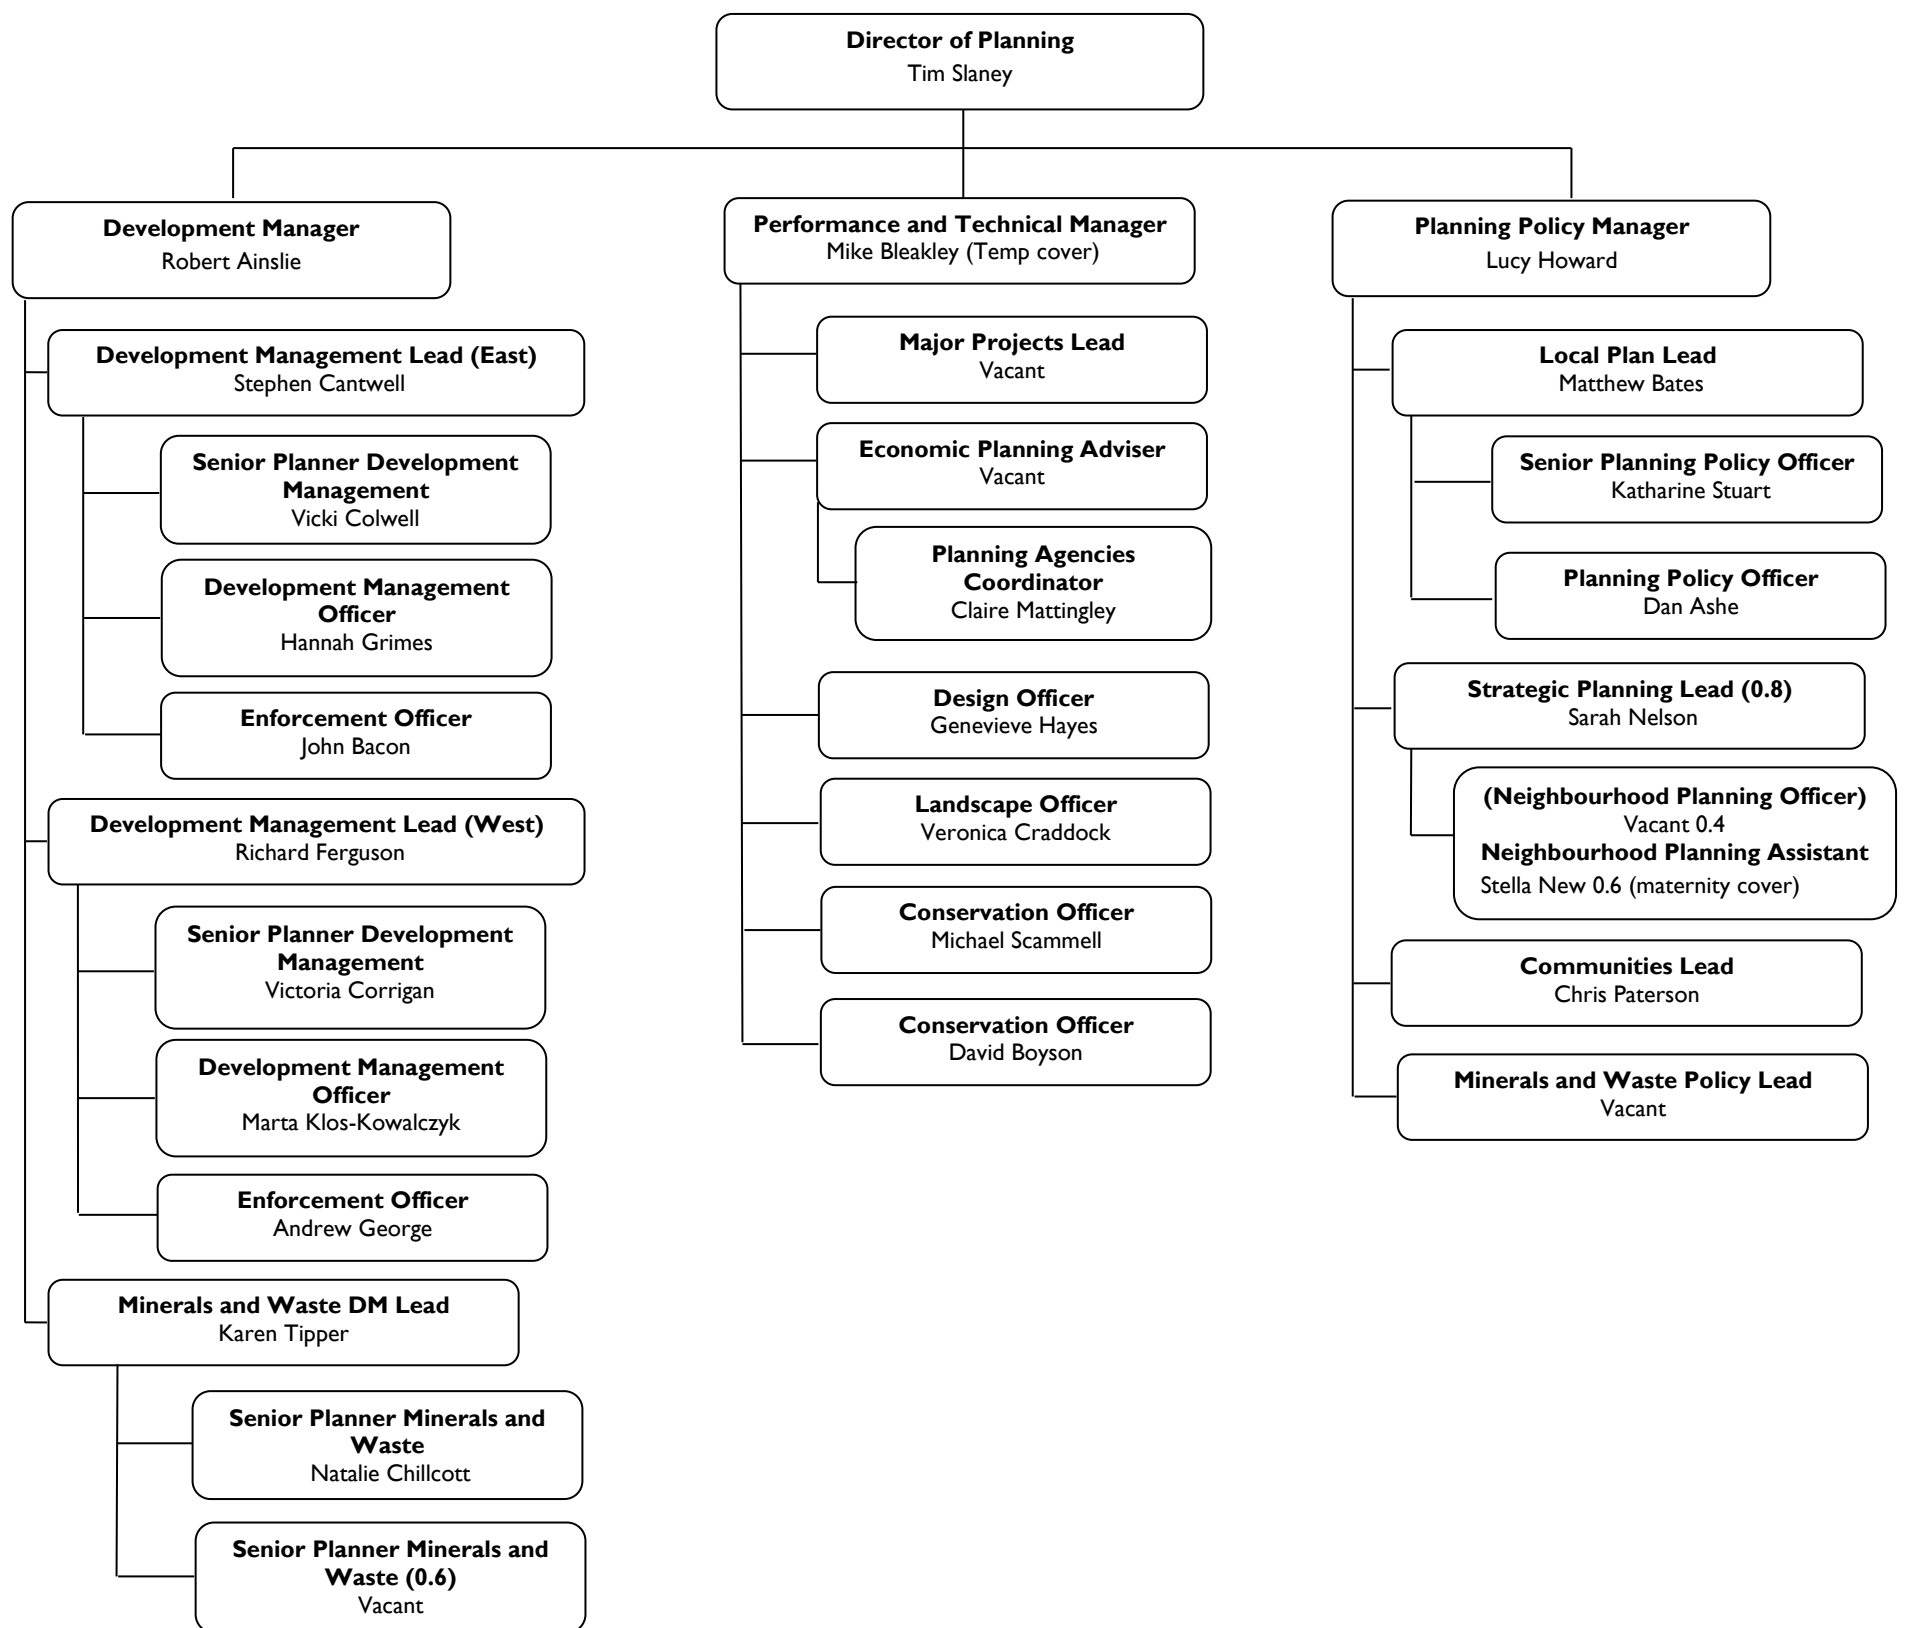 Director of Planning
Tim Slaney
Development Manager
Robert Ainslie
Development Management Lead (East)
Stephen Cantwell
Senior Planner Development
Management
Vicki Colwell
Development Management
Officer
Hannah Grimes
Enforcement Officer
John Bacon
Development Management Lead (West)
Richard Ferguson
Senior Planner Development
Management
Victoria Corrigan
Development Management
Officer
Marta Klos-Kowalczyk
Enforcement Officer
Andrew George
Minerals and Waste DM Lead
Karen Tipper
Senior Planner Minerals and
Waste
Natalie Chillcott
Senior Planner Minerals and
Waste (0.6)
Vacant
Performance and Technical Manager
Mike Bleakley (Temp cover)
Major Projects Lead
Vacant
Economic Planning Adviser
Vacant
Planning Agencies
Coordinator
Claire Mattingley
Design Officer
Genevieve Hayes
Landscape Officer
Veronica Craddock
Conservation Officer
Michael Scammell
Conservation Officer
David Boyson
Planning Policy Manager
Lucy Howard
Local Plan Lead
Matthew Bates
Senior Planning Policy Officer
Katharine Stuart
Planning Policy Officer
Dan Ashe
Strategic Planning Lead (0.8)
Sarah Nelson
(Neighbourhood Planning Officer)
Vacant 0.4
Neighbourhood Planning Assistant
Stella New 0.6 (maternity cover)
Communities Lead
Chris Paterson
Minerals and Waste Policy Lead
Vacant